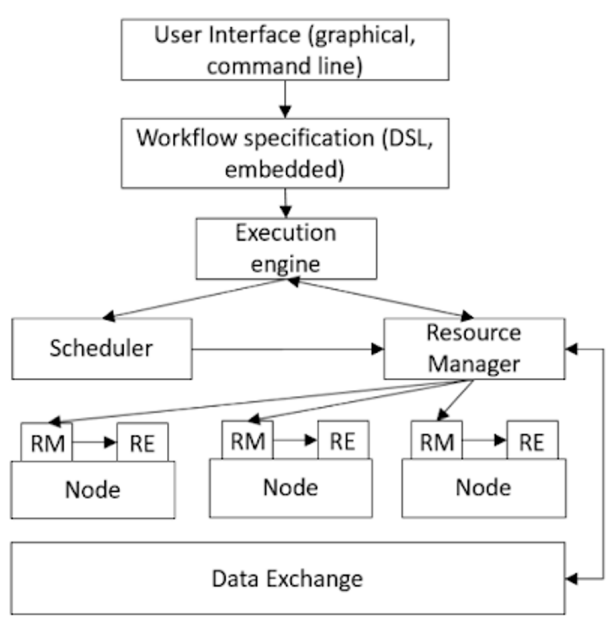 User Interface (graphical,
command line)
Workflow specification (DSL,
embedded)
Execution
engine
Scheduler
Resource
Manager
RM RE
Node
RM RE
Node
RM RE
Node
Data Exchange